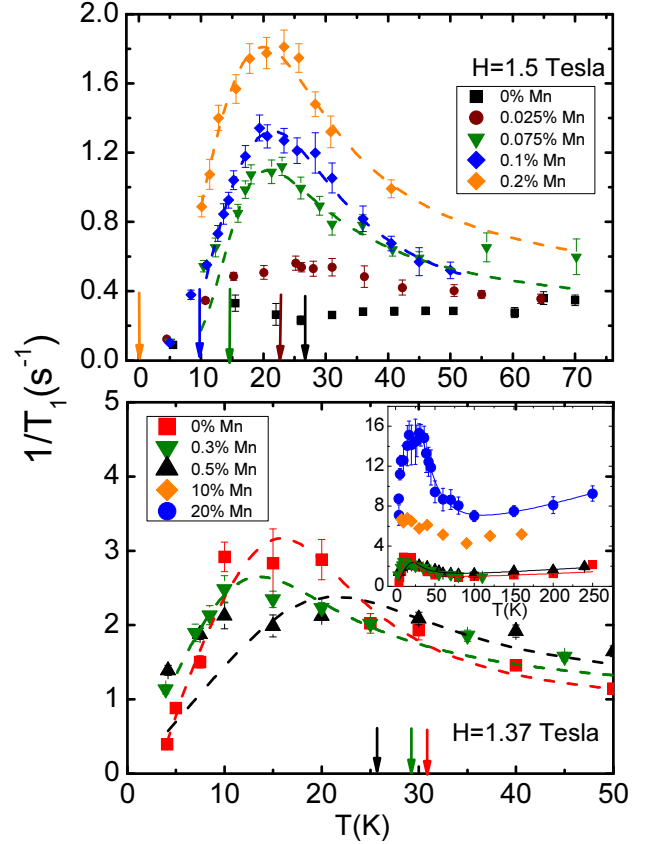 2.0
1.6
1.2
0.8
0.4
0.0
H=1.5 Tesla
0% Mn
0.025% Mn
0.075% Mn
0.1% Mn
0.2% Mn
0 10 20 30 40 50 60 70
1/T₁(s⁻¹)
5
4
3
2
1
0
0% Mn
0.3% Mn
0.5% Mn
10% Mn
20% Mn
16
12
8
4
0
0 50 100 150 200 250
T(K)
H=1.37 Tesla
0 10 20 30 40 50
T(K)